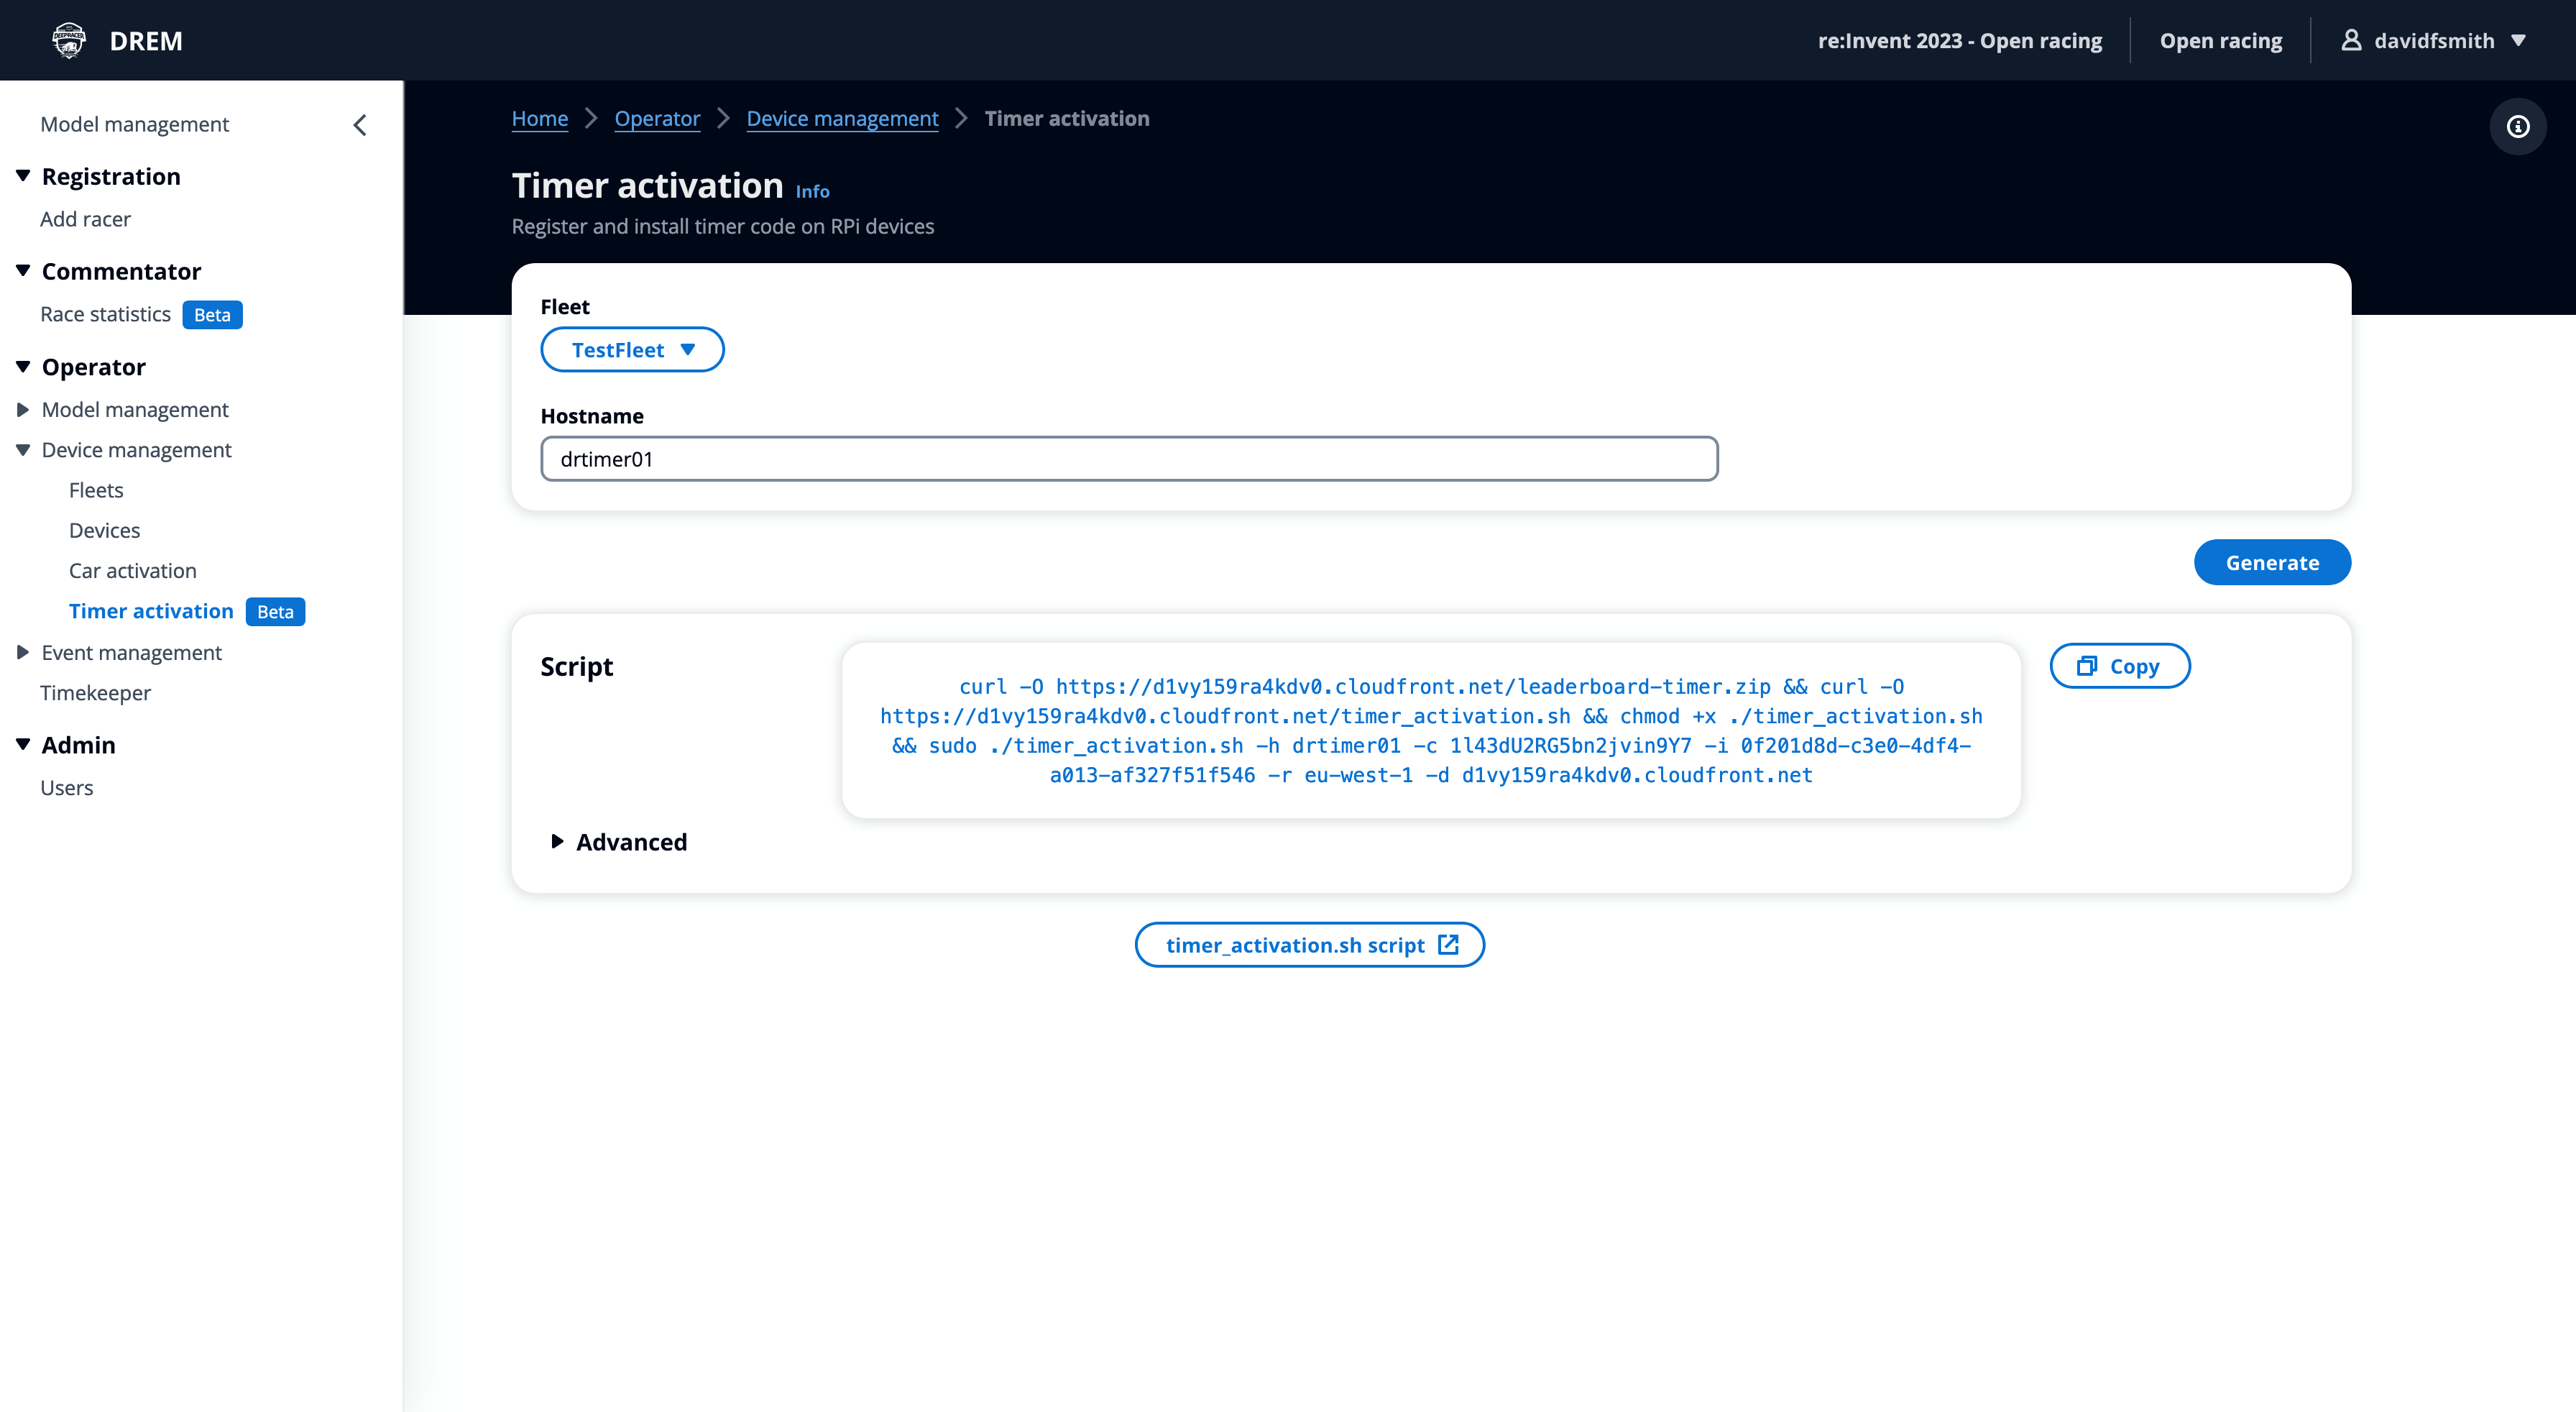 DREM
re:Invent 2023 - Open racing
Open racing
davidfsmith
Model management
Registration
Add racer
Commentator
Race statistics Beta
Operator
Model management
Device management
Fleets
Devices
Car activation
Timer activation Beta
Event management
Timekeeper
Admin
Users
Home > Operator > Device management > Timer activation
Timer activation Info
Register and install timer code on RPi devices
Fleet
TestFleet
Hostname
drtimer01
Generate
Script
curl -O https://d1vy159ra4kdv0.cloudfront.net/leaderboard-timer.zip && curl -O
https://d1vy159ra4kdv0.cloudfront.net/timer_activation.sh && chmod +x ./timer_activation.sh
&& sudo ./timer_activation.sh -h drtimer01 -c 1l43dU2RG5bn2jvin9Y7 -i 0f201d8d-c3e0-4df4-
a013-af327f51f546 -r eu-west-1 -d d1vy159ra4kdv0.cloudfront.net
Copy
Advanced
timer_activation.sh script